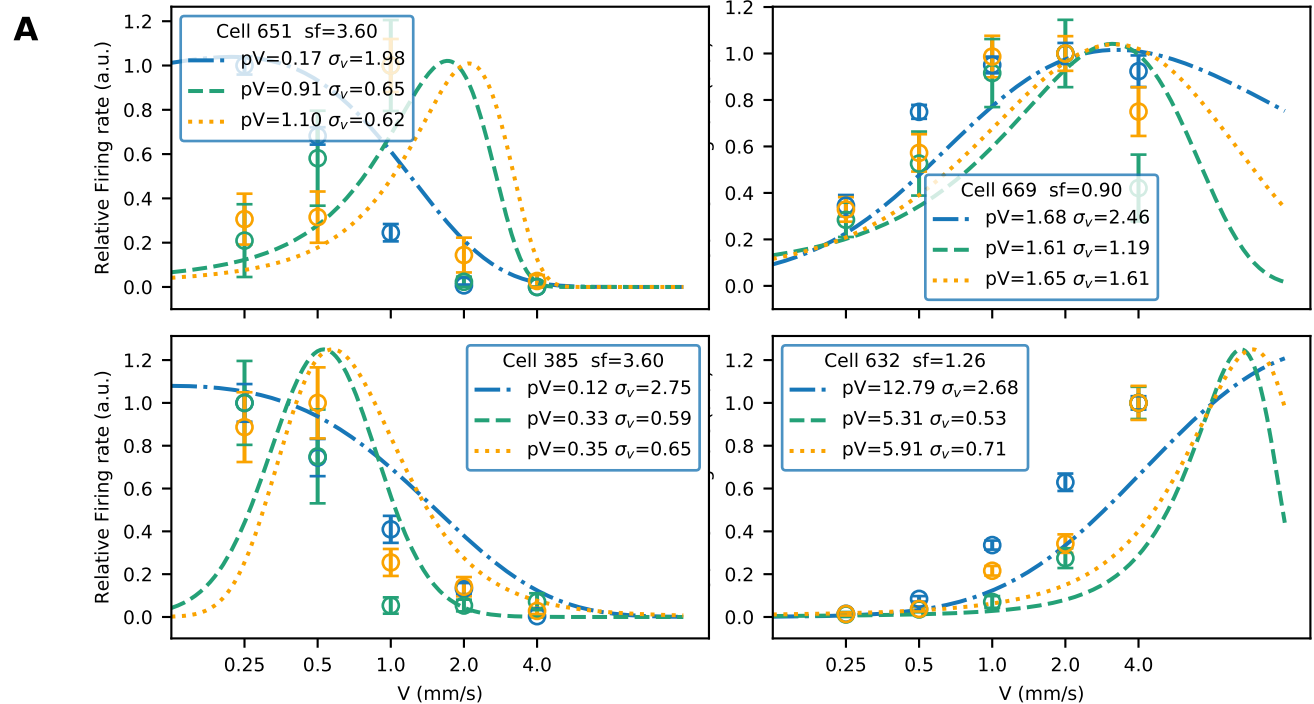 A
Relative Firing rate (a.u.)
1.2
1.0
0.8
0.6
0.4
0.2
0.0
Cell 651 sf=3.60
pV=0.17 σv=1.98
pV=0.91 σv=0.65
pV=1.10 σv=0.62
1.2
1.0
0.8
0.6
0.4
0.2
0.0
Cell 669 sf=0.90
pV=1.68 σv=2.46
pV=1.61 σv=1.19
pV=1.65 σv=1.61
Relative Firing rate (a.u.)
1.2
1.0
0.8
0.6
0.4
0.2
0.0
Cell 385 sf=3.60
pV=0.12 σv=2.75
pV=0.33 σv=0.59
pV=0.35 σv=0.65
0.25 0.5 1.0 2.0 4.0
V (mm/s)
1.2
1.0
0.8
0.6
0.4
0.2
0.0
Cell 632 sf=1.26
pV=12.79 σv=2.68
pV=5.31 σv=0.53
pV=5.91 σv=0.71
0.25 0.5 1.0 2.0 4.0
V (mm/s)